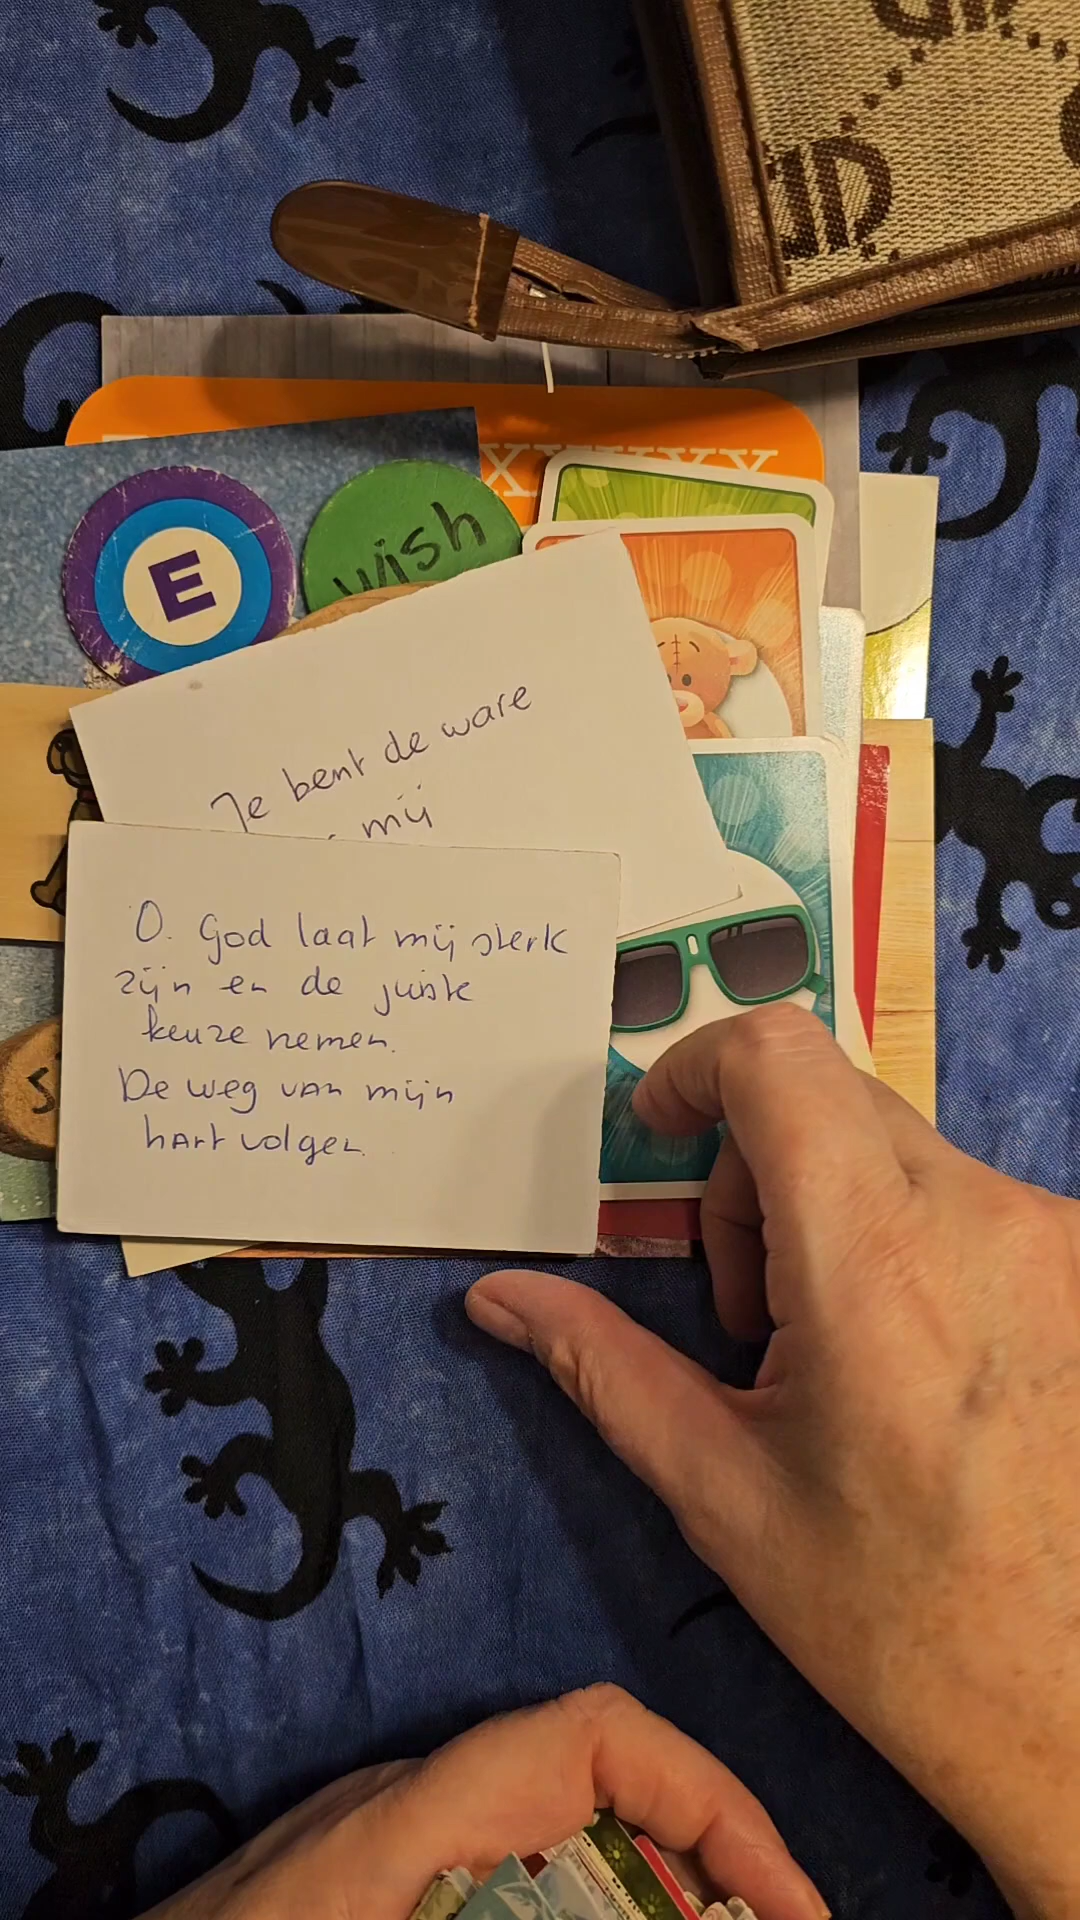 E
wish
Je bent de ware
mij
O. God laat mij sterk
zijn en de juiste
keuze nemen.
De weg van mijn
hart volgen.
S